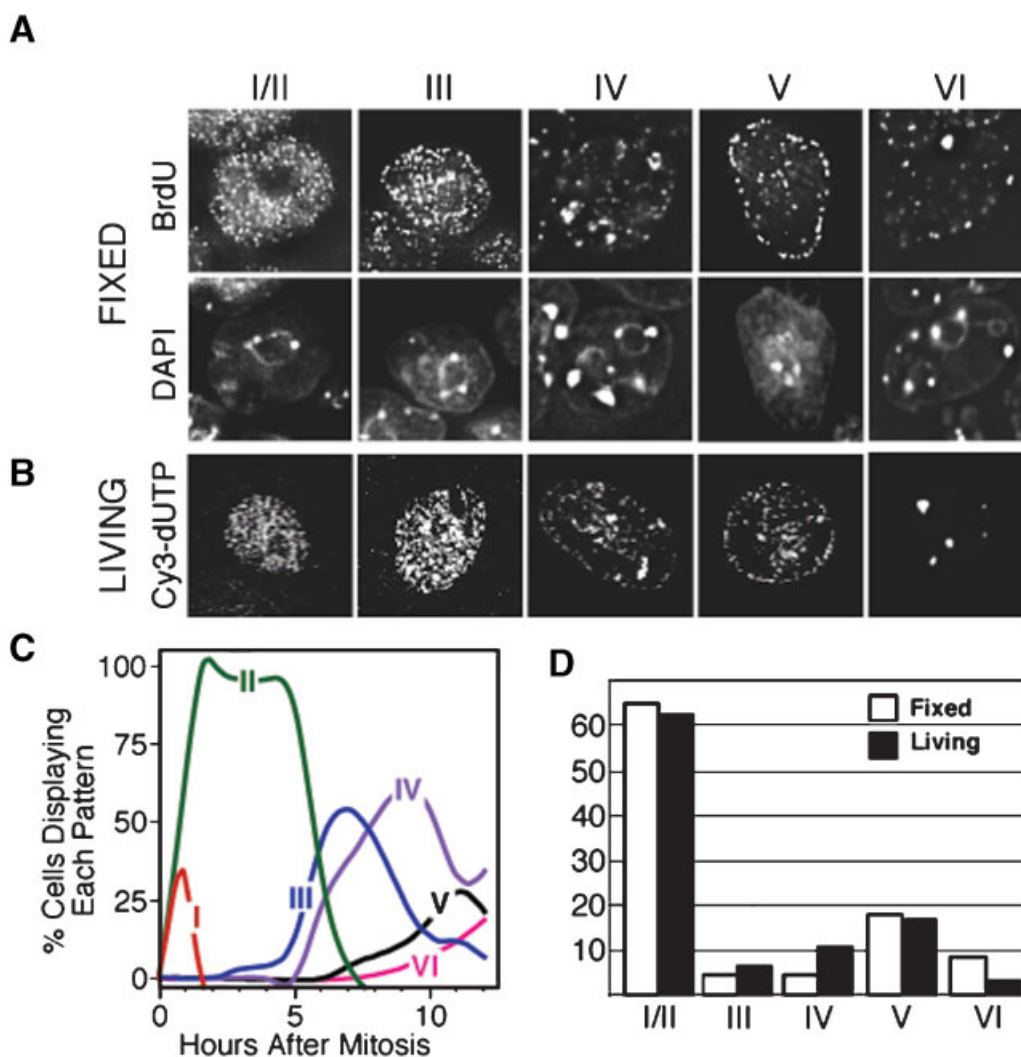 A
I/II III IV V VI
FIXED
BrdU
DAPI
B
LIVING
Cy3-dUTP
C
% Cells Displaying
Each Pattern
100
75
50
25
0
I
II
III
IV
V
VI
0 5 10
Hours After Mitosis
D
Fixed
Living
60
50
40
30
20
10
I/II III IV V VI